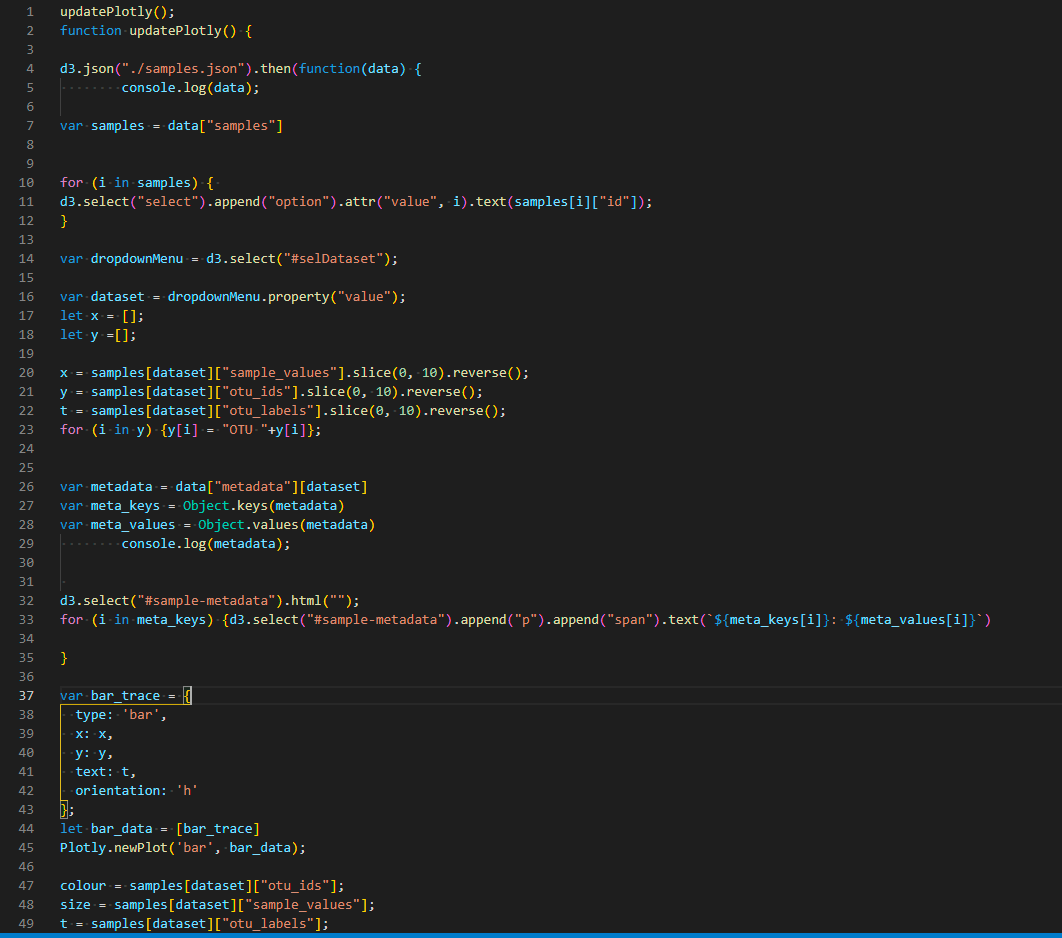 1 updatePlotly();
2 function updatePlotly() {
3
4 d3.json("./samples.json").then(function(data) {
5 console.log(data);
6
7 var samples = data["samples"]
8
9
10 for (i in samples) {
11 d3.select("select").append("option").attr("value", i).text(samples[i]["id"]);
12 }
13
14 var dropdownMenu = d3.select("#selDataset");
15
16 var dataset = dropdownMenu.property("value");
17 let x = [];
18 let y =[];
19
20 x = samples[dataset]["sample_values"].slice(0, 10).reverse();
21 y = samples[dataset]["otu_ids"].slice(0, 10).reverse();
22 t = samples[dataset]["otu_labels"].slice(0, 10).reverse();
23 for (i in y) {y[i] = "OTU "+y[i]};
24
25
26 var metadata = data["metadata"][dataset]
27 var meta_keys = Object.keys(metadata)
28 var meta_values = Object.values(metadata)
29 console.log(metadata);
30
31
32 d3.select("#sample-metadata").html("");
33 for (i in meta_keys) {d3.select("#sample-metadata").append("p").append("span").text(`${meta_keys[i]}: ${meta_values[i]}`)
34
35 }
36
37 var bar_trace = {
38 type: 'bar',
39 x: x,
40 y: y,
41 text: t,
42 orientation: 'h'
43 };
44 let bar_data = [bar_trace]
45 Plotly.newPlot('bar', bar_data);
46
47 colour = samples[dataset]["otu_ids"];
48 size = samples[dataset]["sample_values"];
49 t = samples[dataset]["otu_labels"];